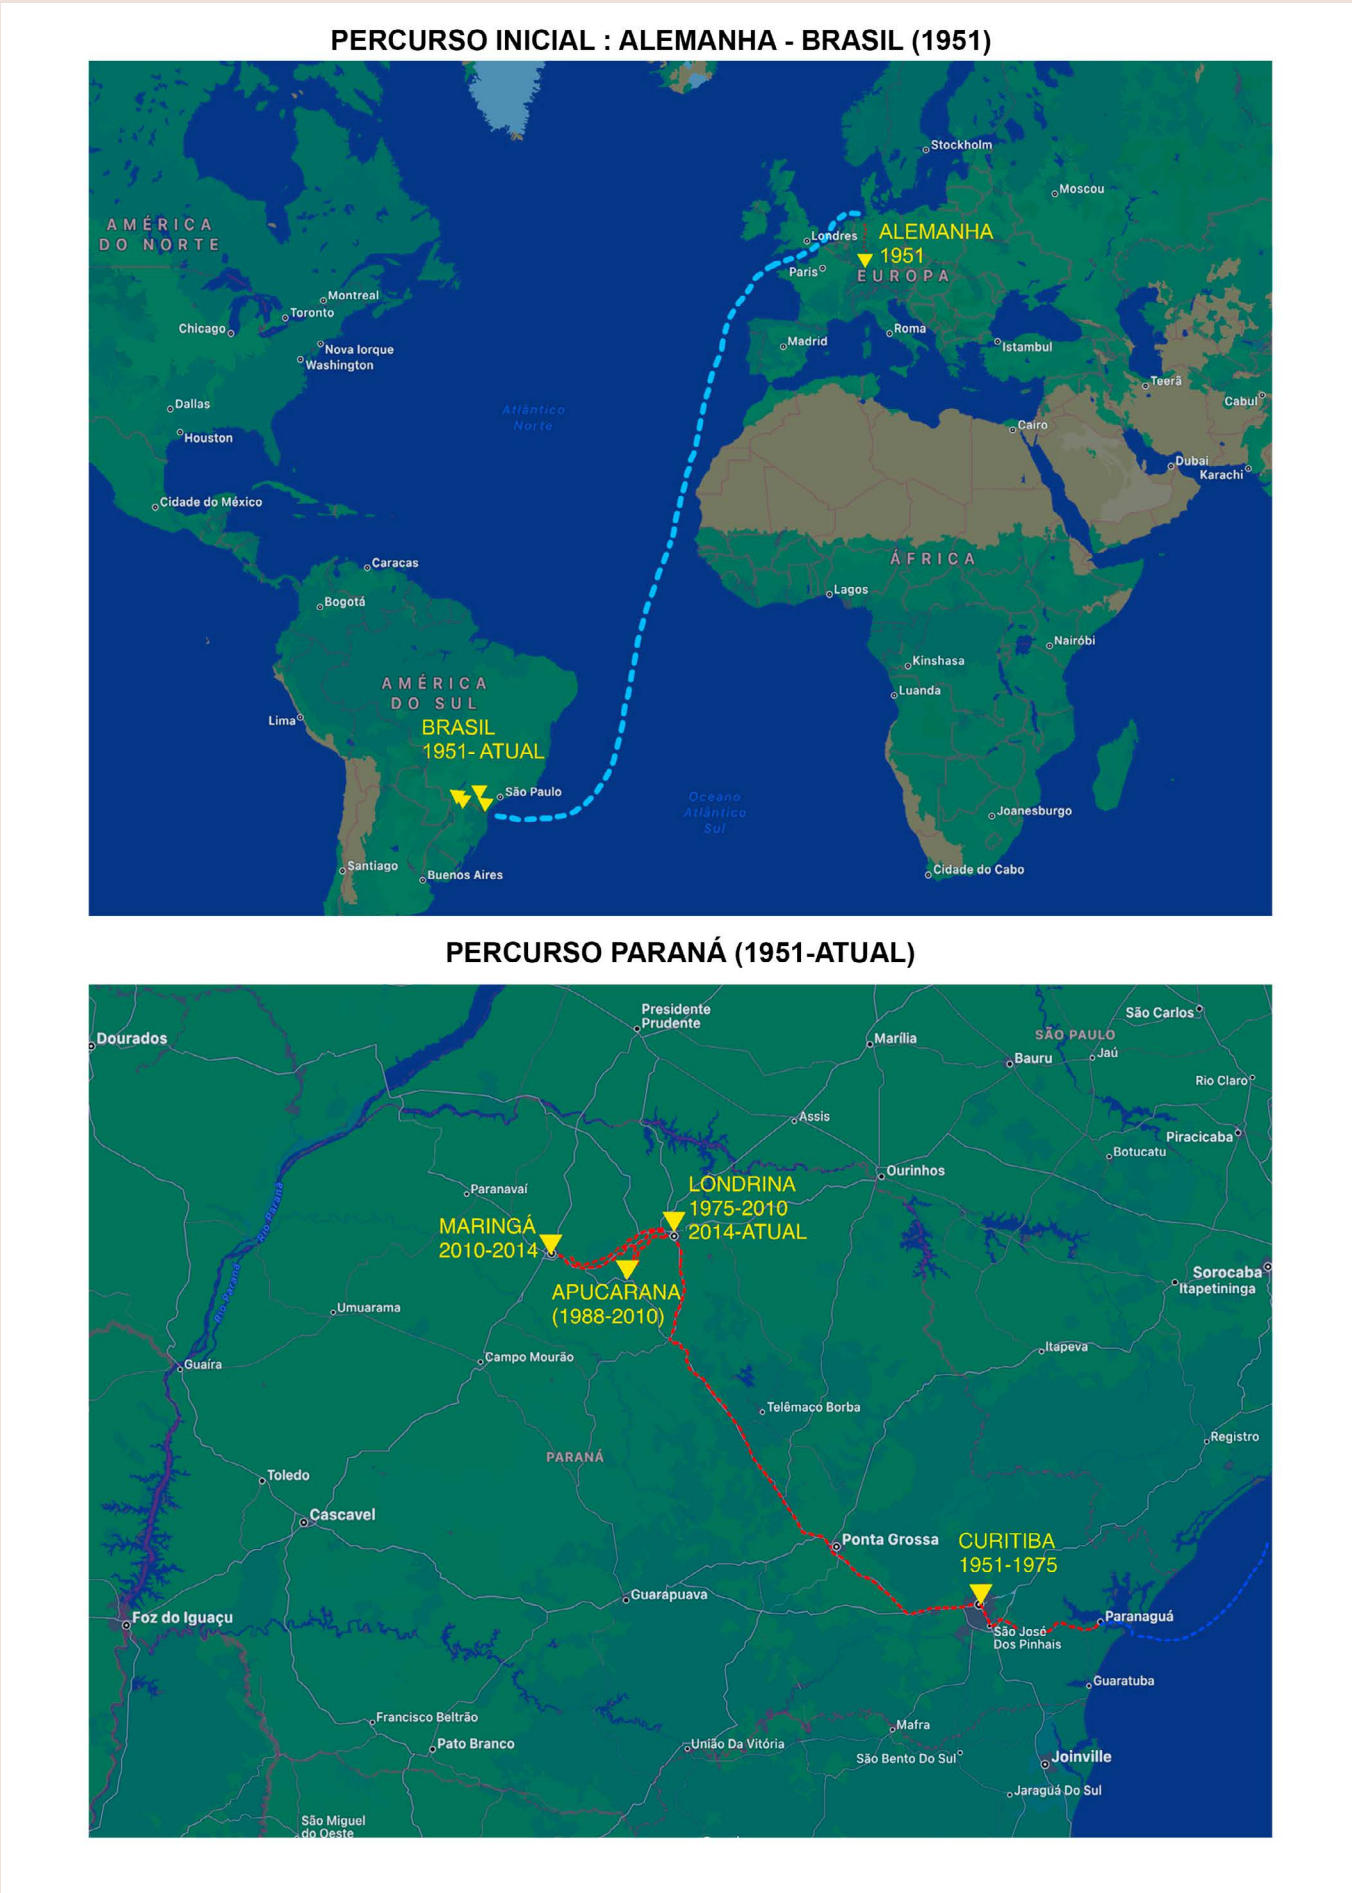 PERCURSO INICIAL : ALEMANHA - BRASIL (1951)
Stockholm
Moscou
AMÉRICA
DO NORTE
Londres
ALEMANHA
1951
Paris
EUROPA
Montreal
Toronto
Chicago
Nova Iorque
Washington
Roma
Madrid
Istambul
Teerã
Cabul
Dallas
Houston
Atlântico
Norte
Cairo
Dubai
Karachi
Cidade do México
Caracas
ÁFRICA
Lagos
Bogotá
Nairóbi
Kinshasa
Luanda
AMÉRICA
DO SUL
Lima
BRASIL
1951- ATUAL
São Paulo
Oceano
Atlântico
Sul
Joanesburgo
Santiago
Buenos Aires
Cidade do Cabo
PERCURSO PARANÁ (1951-ATUAL)
Presidente
Prudente
São Carlos
Dourados
Marília
SÃO PAULO
Jaú
Bauru
Rio Claro
Assis
Piracicaba
Botucatu
Ourinhos
Paranavaí
LONDRINA
1975-2010
2014-ATUAL
Rio Paraná
MARINGÁ
2010-2014
Rio Paraná
APUCARANA
(1988-2010)
Sorocaba
Itapetininga
Umuarama
Itapeva
Guaíra
Campo Mourão
Telêmaco Borba
Registro
PARANÁ
Toledo
Cascavel
Ponta Grossa
CURITIBA
1951-1975
Guarapuava
Foz do Iguaçu
Paranaguá
São José
Dos Pinhais
Guaratuba
Francisco Beltrão
Mafra
Pato Branco
União Da Vitória
São Bento Do Sul
Joinville
Jaraguá Do Sul
São Miguel
do Oeste